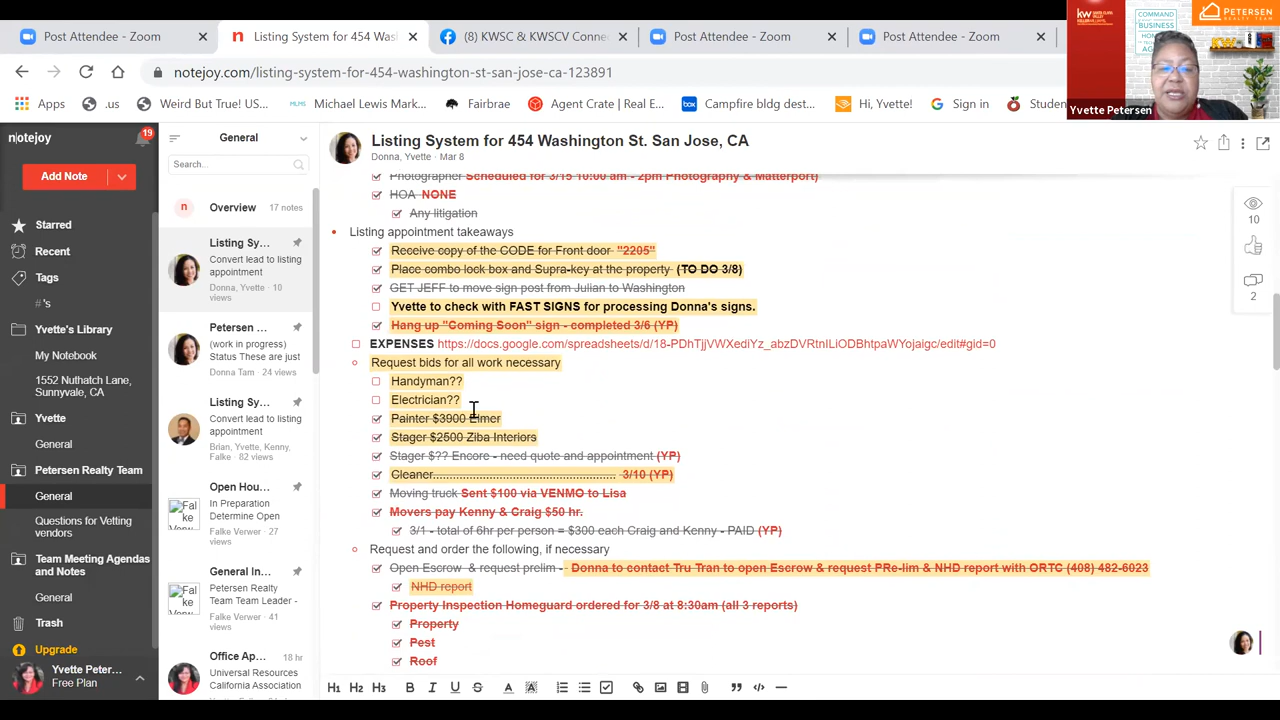 Post Attendee - Zoom
Listing System for 454 Was
(6) KWSC & KWSCV Conne
Post Attendee - Zoom
Post Attendee - Zoom
notejoy.com/listing-system-for-454-washington-st-san-jose-ca-123891
Apps
.us
Weird But True! - US...
Michael Lewis Mark...
Agent Crate | Real E...
Campfire bldg dest...
Hi, Yvette!
Sign in
Studen
kw
COMMAND
BUSINESS
PETERSEN
REALTY TEAM
Yvette Petersen
notejoy
19
Add Note
Starred
Recent
Tags
# 's
Yvette's Library
My Notebook
1552 Nuthatch Lane,
Sunnyvale, CA
Yvette
General
Petersen Realty Team
General
Questions for Vetting
vendors
Team Meeting Agendas
and Notes
General
Trash
Upgrade
Yvette Peter...
Free Plan
General
Search...
Overview
17 notes
Listing Sy...
Convert lead to listing
appointment
Donna, Yvette • 10
views
Petersen ...
(work in progress)
Status These are just
Donna Tam • 24 views
Listing Sy...
Convert lead to listing
appointment
Brian, Yvette, Kenny,
Falke • 82 views
Open Hou...
In Preparation
Determine Open
Falke Verwer • 27
views
General In...
Petersen Realty
Team Team Leader -
Falke Verwer • 41
views
Office Ap...
18 hr
Universal Resources
California Association
Listing System for 454 Washington St. San Jose, CA
Donna, Yvette • Mar 8
Photographer Scheduled for 3/15 10:00 am - 2pm Photography & Matterport)
HOA NONE
Any litigation
Listing appointment takeaways
Receive copy of the CODE for Front door "2205"
Place combo lock box and Supra-key at the property (TO DO 3/8)
GET JEFF to move sign post from Julian to Washington
Yvette to check with FAST SIGNS for processing Donna's signs.
Hang up "Coming Soon" sign - completed 3/6 (YP)
EXPENSES https://docs.google.com/spreadsheets/d/18-PDhTjjVWXediYz_abzDVRtnILiODBhtpaWYojaigc/edit#gid=0
Request bids for all work necessary
Handyman??
Electrician??
Painter $3900 Elmer
Stager $2500 Ziba Interiors
Stager $?? Encore - need quote and appointment (YP)
Cleaner....................................................... 3/10 (YP)
Moving truck Sent $100 via VENMO to Lisa
Movers pay Kenny & Craig $50 hr.
3/1 - total of 6hr per person = $300 each Craig and Kenny - PAID (YP)
Request and order the following, if necessary
Open Escrow & request prelim - Donna to contact Tru Tran to open Escrow & request PRe-lim & NHD report with ORTC (408) 482-6023
NHD report
Property Inspection Homeguard ordered for 3/8 at 8:30am (all 3 reports)
Property
Pest
Roof
10
2
H1 H2 H3 B I U S A A